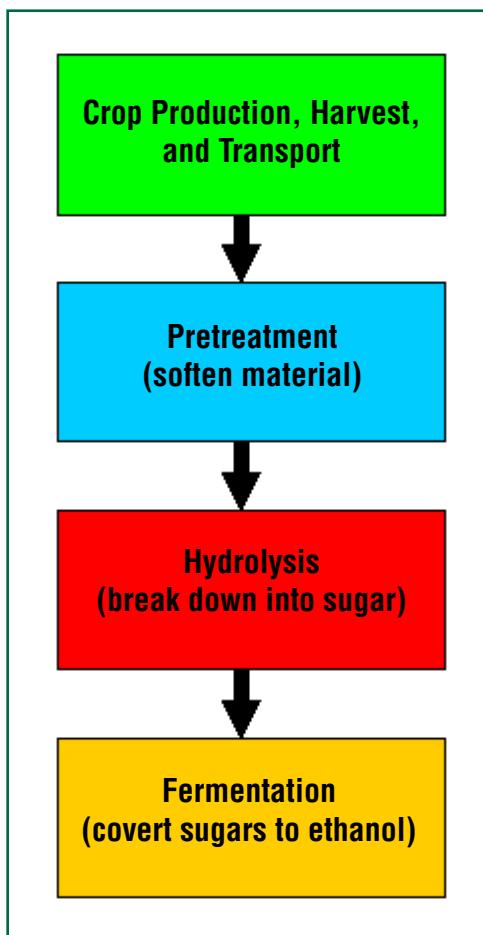 Crop Production, Harvest,
and Transport
Pretreatment
(soften material)
Hydrolysis
(break down into sugar)
Fermentation
(covert sugars to ethanol)